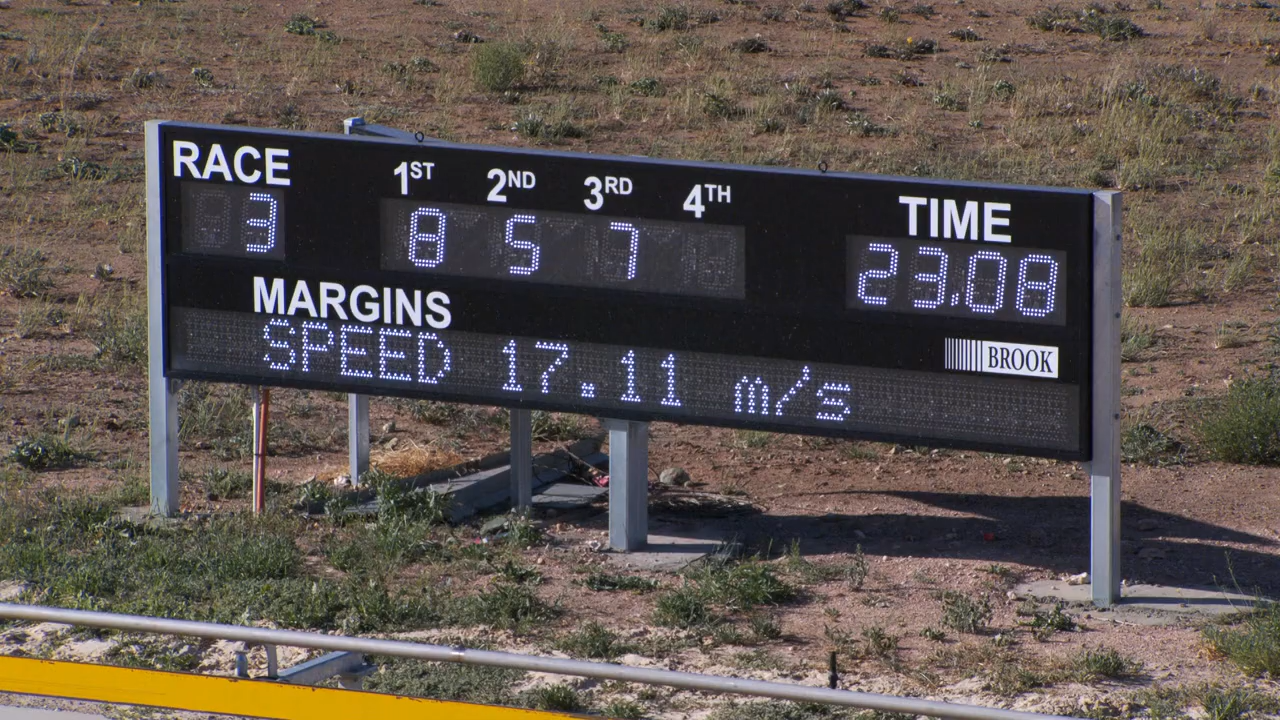 RACE 1ST 2ND 3RD 4TH TIME
3 8 5 7 23.08
MARGINS
BROOK
SPEED 17.11 m/s